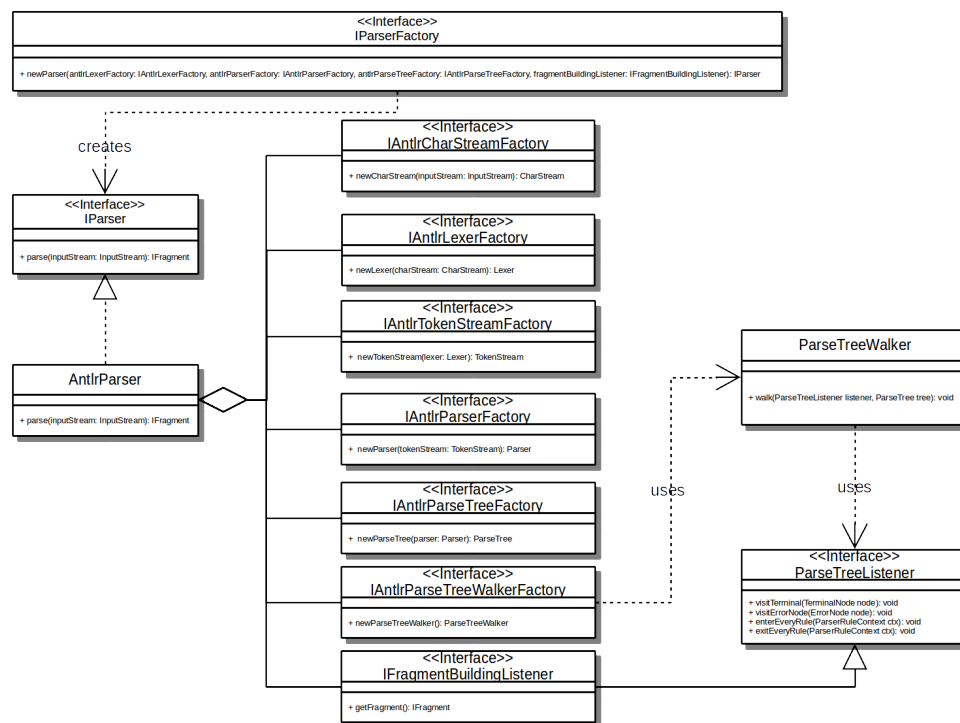 <<Interface>>
IParserFactory
+ newParser(antlrLexerFactory: IAntlrLexerFactory, antlrParserFactory: IAntlrParserFactory, antlrParseTreeFactory: IAntlrParseTreeFactory, fragmentBuildingListener: IFragmentBuildingListener): IParser
creates
<<Interface>>
IParser
+ parse(inputStream: InputStream): IFragment
AntlrParser
+ parse(inputStream: InputStream): IFragment
<<Interface>>
IAntlrCharStreamFactory
+ newCharStream(inputStream: InputStream): CharStream
<<Interface>>
IAntlrLexerFactory
+ newLexer(charStream: CharStream): Lexer
<<Interface>>
IAntlrTokenStreamFactory
+ newTokenStream(lexer: Lexer): TokenStream
<<Interface>>
IAntlrParserFactory
+ newParser(tokenStream: TokenStream): Parser
<<Interface>>
IAntlrParseTreeFactory
+ newParseTree(parser: Parser): ParseTree
<<Interface>>
IAntlrParseTreeWalkerFactory
+ newParseTreeWalker(): ParseTreeWalker
<<Interface>>
IFragmentBuildingListener
+ getFragment(): IFragment
uses
ParseTreeWalker
+ walk(ParseTreeListener listener, ParseTree tree): void
uses
<<Interface>>
ParseTreeListener
+ visitTerminal(TerminalNode node): void
+ visitErrorNode(ErrorNode node): void
+ enterEveryRule(ParserRuleContext ctx): void
+ exitEveryRule(ParserRuleContext ctx): void